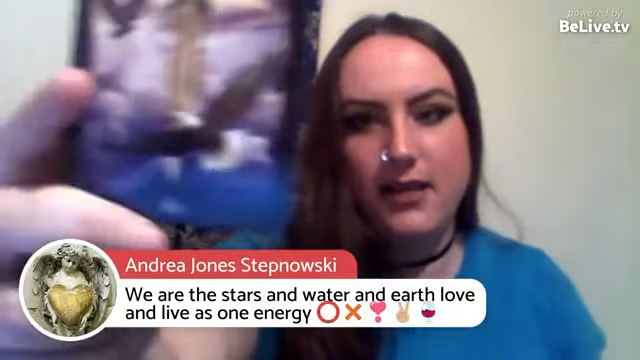 powered by
BeLive.tv
Andrea Jones Stepnowski
We are the stars and water and earth love
and live as one energy ⭕❌❣️✌🏼🍷